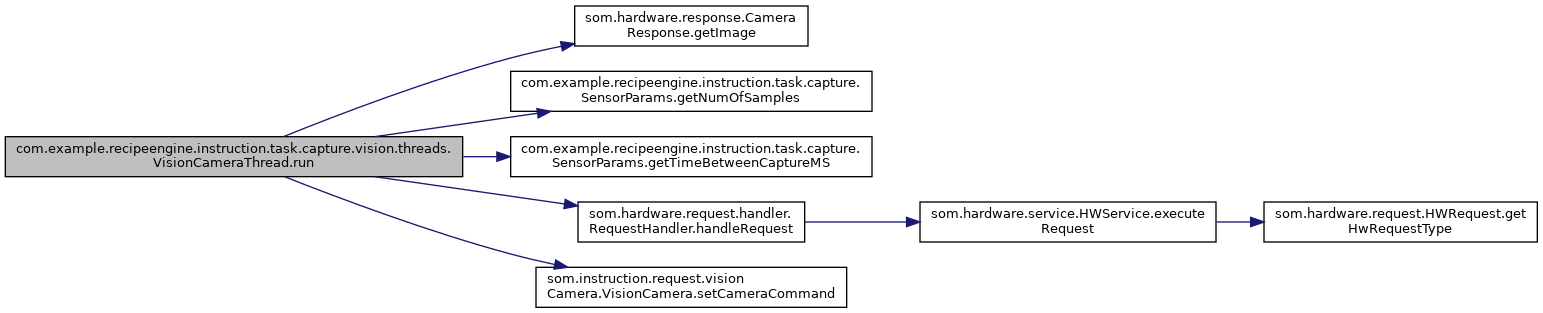 som.hardware.response.Camera
Response.getImage
com.example.recipeengine.instruction.task.capture.
SensorParams.getNumOfSamples
com.example.recipeengine.instruction.task.capture.vision.threads.
VisionCameraThread.run
com.example.recipeengine.instruction.task.capture.
SensorParams.getTimeBetweenCaptureMS
som.hardware.request.handler.
RequestHandler.handleRequest
som.hardware.service.HWService.execute
Request
som.hardware.request.HWRequest.get
HwRequestType
som.instruction.request.vision
Camera.VisionCamera.setCameraCommand